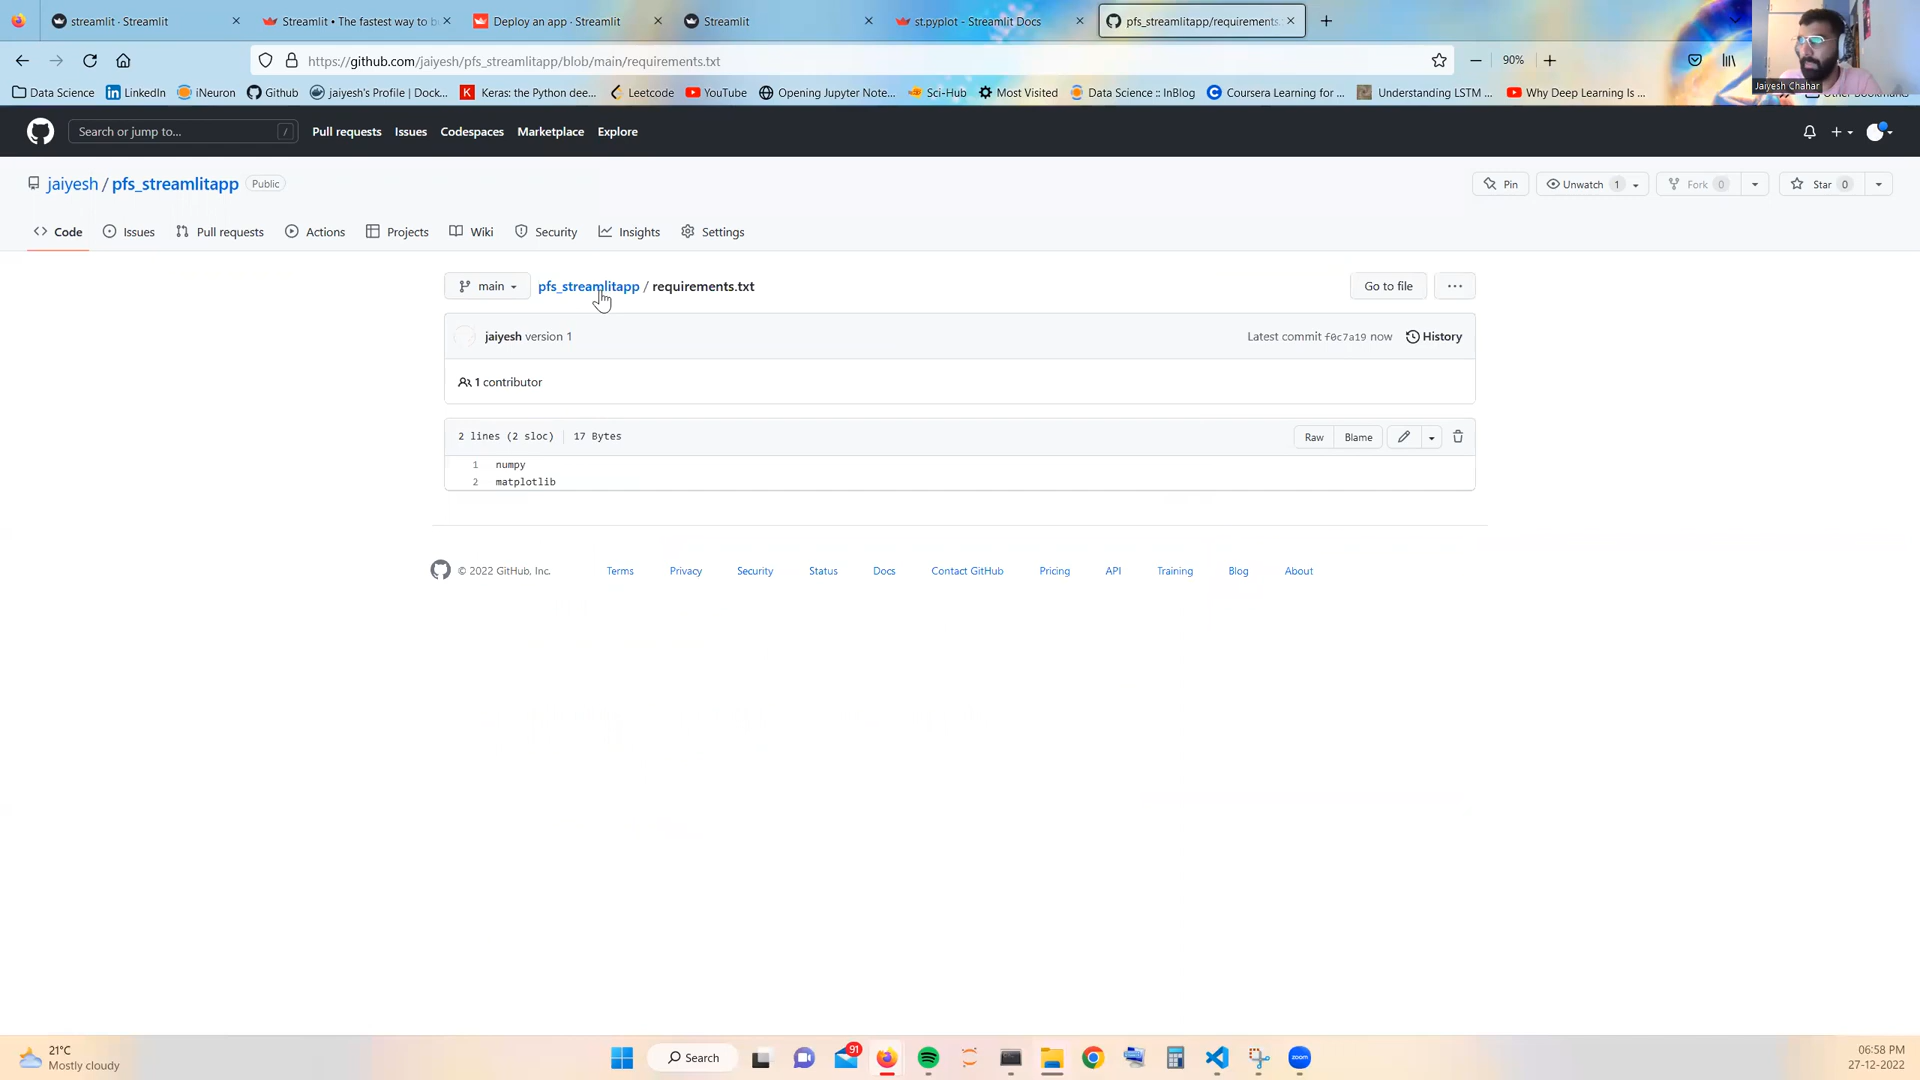 streamlit · Streamlit
Streamlit • The fastest way to b
Deploy an app · Streamlit
Streamlit
st.pyplot - Streamlit Docs
pfs_streamlitapp/requirements.
https://github.com/jaiyesh/pfs_streamlitapp/blob/main/requirements.txt
90%
Jaiyesh Chahar
Data Science
LinkedIn
iNeuron
Github
jaiyesh's Profile | Dock...
Keras: the Python dee...
Leetcode
YouTube
Opening Jupyter Note...
Sci-Hub
Most Visited
Data Science :: InBlog
Coursera Learning for ...
Understanding LSTM ...
Why Deep Learning Is ...
Search or jump to...
/
Pull requests
Issues
Codespaces
Marketplace
Explore
jaiyesh / pfs_streamlitapp
Public
Pin
Unwatch 1
Fork 0
Star 0
Code
Issues
Pull requests
Actions
Projects
Wiki
Security
Insights
Settings
main
pfs_streamlitapp / requirements.txt
Go to file
jaiyesh version 1
Latest commit f0c7a19 now
History
1 contributor
2 lines (2 sloc)
17 Bytes
Raw
Blame
1 numpy
2 matplotlib
© 2022 GitHub, Inc.
Terms
Privacy
Security
Status
Docs
Contact GitHub
Pricing
API
Training
Blog
About
21°C
Mostly cloudy
Search
91
zoom
06:58 PM
27-12-2022